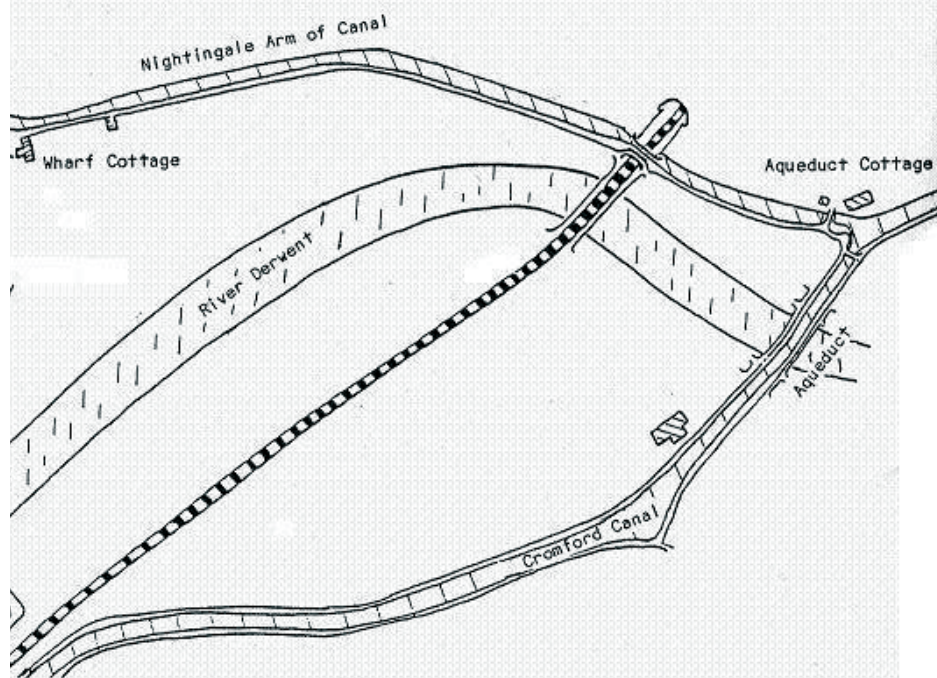 Nightingale Arm of Canal
Wharf Cottage
Aqueduct Cottage
River Derwent
Aqueduct
Cromford Canal